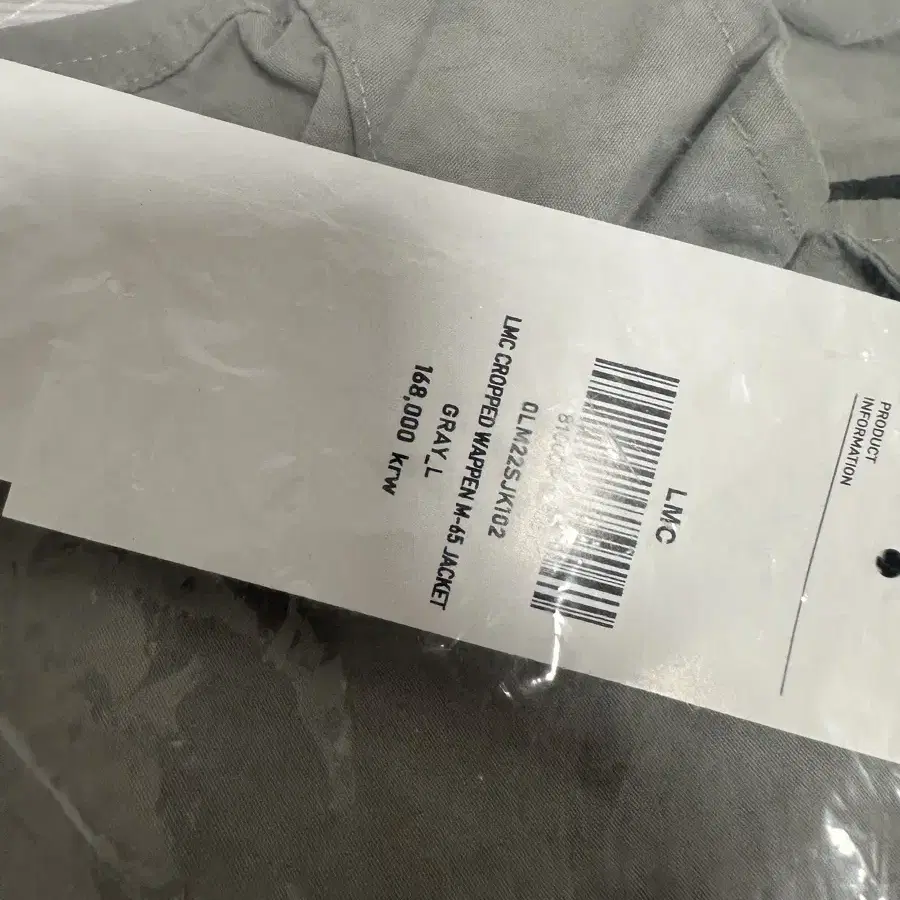 PRODUCT
INFORMATION
LMC
0LM22SJK102
LMC CROPPED WAPPEN M-65 JACKET
GRAY_L
168,000 krw